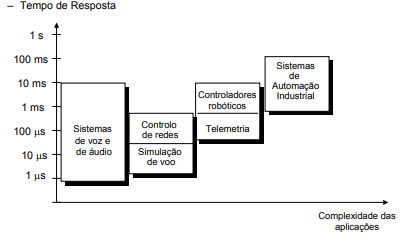 – Tempo de Resposta
1 s
100 ms
10 ms
1 ms
100 µs
10 µs
1 µs
Sistemas
de voz e
de áudio
Controlo
de redes
Simulação
de voo
Controladores
robóticos
Telemetria
Sistemas
de
Automação
Industrial
Complexidade das
aplicações